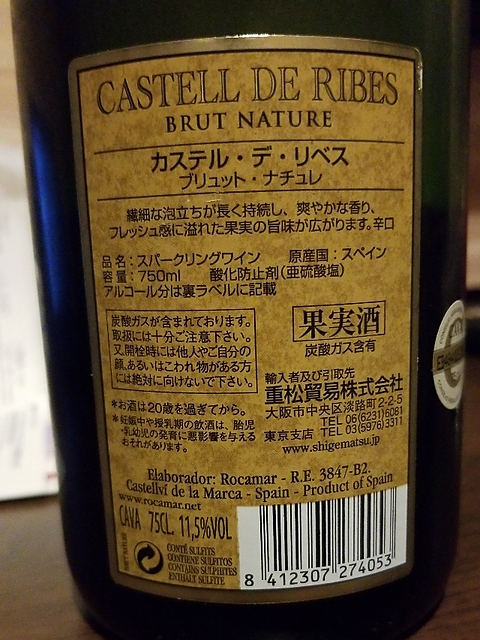 CASTELL DE RIBES
BRUT NATURE
カステル・デ・リベス
ブリュット・ナチュレ
繊細な泡立ちが長く持続し、爽やかな香り、
フレッシュ感に溢れた果実の旨味が広がります。辛口
品名：スパークリングワイン 原産国：スペイン
容量：750ml 酸化防止剤(亜硫酸塩)
アルコール分は裏ラベルに記載
炭酸ガスが含まれております。
取扱には十分ご注意下さい。
又、開栓時には他人やご自分の
顔、あるいはこわれ物がある方
には絶対に向けないで下さい。
果実酒
炭酸ガス含有
*お酒は20歳を過ぎてから。
*妊娠中や授乳期の飲酒は、胎児
・乳幼児の発育に悪影響を与える
おそれがあります。
輸入者及び引取先
重松貿易株式会社
大阪市中央区淡路町2-2-5
TEL 06(6231)6081
東京支店 TEL 03(5976)3311
www.shigematsu.jp
Elaborador: Rocamar - R.E. 3847-B2.
Castellví de la Marca - Spain - Product of Spain
www.rocamar.net
CAVA 75CL. 11,5%VOL
CONTÉ SULFITS
CONTIENE SULFITOS
CONTAINS SULPHITES
ENTHÄLT SULFITE
8 412307 274053